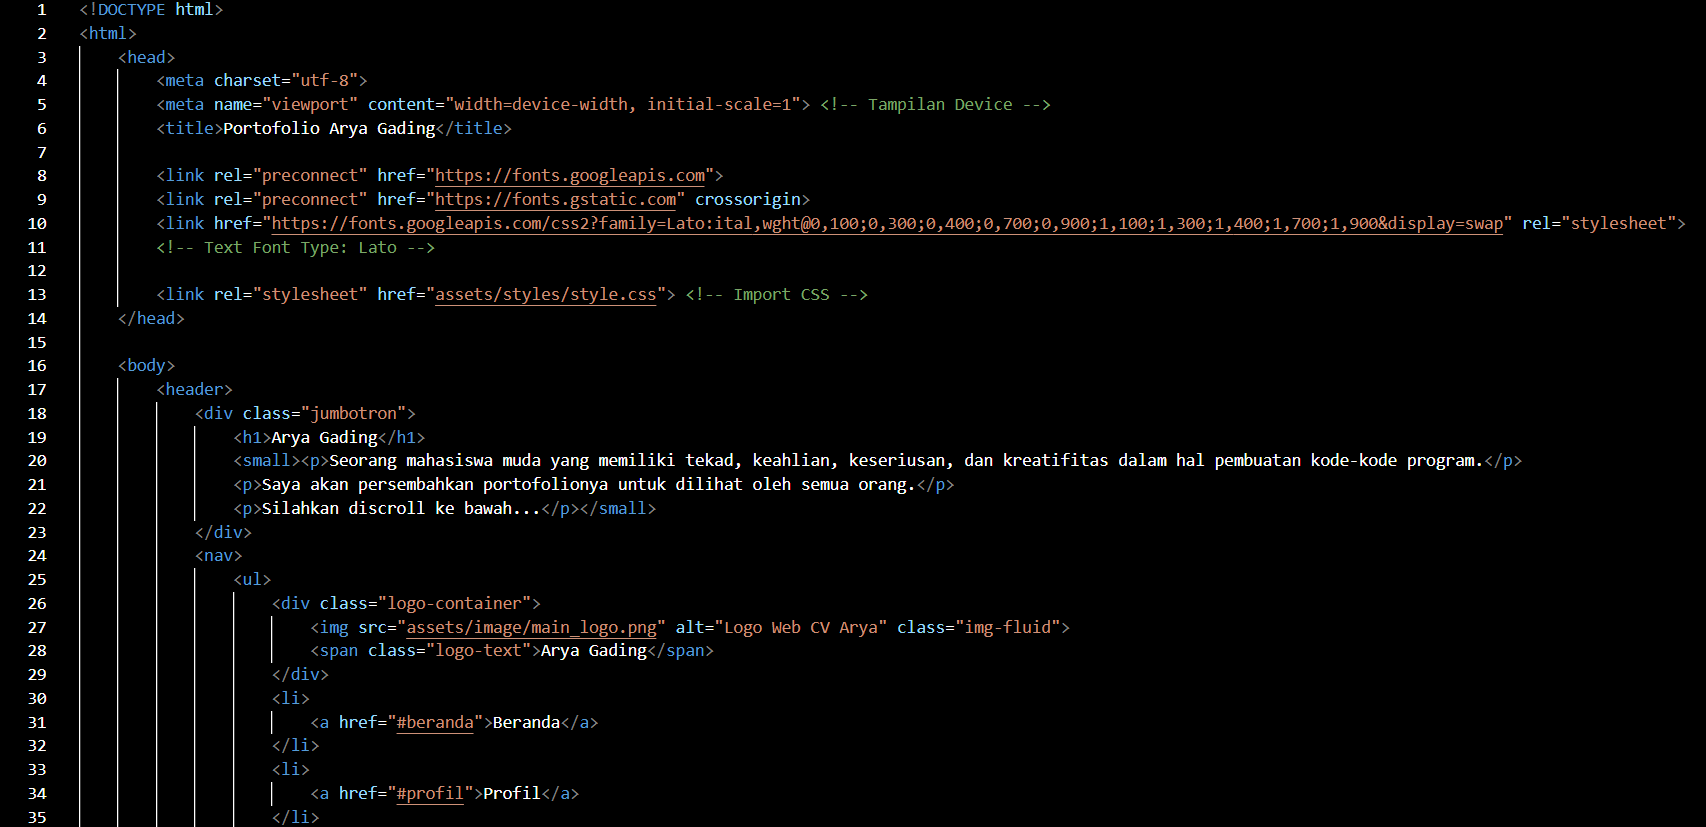 1 <!DOCTYPE html>
2 <html>
3 <head>
4 <meta charset="utf-8">
5 <meta name="viewport" content="width=device-width, initial-scale=1"> <!-- Tampilan Device -->
6 <title>Portofolio Arya Gading</title>
7
8 <link rel="preconnect" href="https://fonts.googleapis.com">
9 <link rel="preconnect" href="https://fonts.gstatic.com" crossorigin>
10 <link href="https://fonts.googleapis.com/css2?family=Lato:ital,wght@0,100;0,300;0,400;0,700;0,900;1,100;1,300;1,400;1,700;1,900&display=swap" rel="stylesheet">
11 <!-- Text Font Type: Lato -->
12
13 <link rel="stylesheet" href="assets/styles/style.css"> <!-- Import CSS -->
14 </head>
15
16 <body>
17 <header>
18 <div class="jumbotron">
19 <h1>Arya Gading</h1>
20 <small><p>Seorang mahasiswa muda yang memiliki tekad, keahlian, keseriusan, dan kreatifitas dalam hal pembuatan kode-kode program.</p>
21 <p>Saya akan persembahkan portofolionya untuk dilihat oleh semua orang.</p>
22 <p>Silahkan discroll ke bawah...</p></small>
23 </div>
24 <nav>
25 <ul>
26 <div class="logo-container">
27 <img src="assets/image/main_logo.png" alt="Logo Web CV Arya" class="img-fluid">
28 <span class="logo-text">Arya Gading</span>
29 </div>
30 <li>
31 <a href="#beranda">Beranda</a>
32 </li>
33 <li>
34 <a href="#profil">Profil</a>
35 </li>